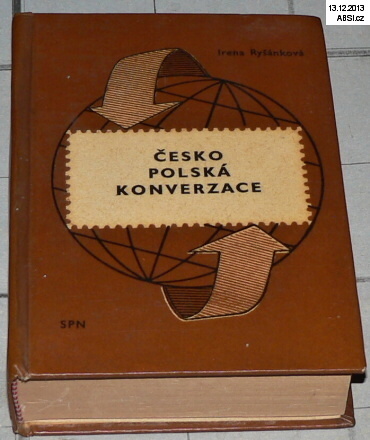 13.12.2013
ABSI.cz
Irena Ryšánková
ČESKO
POLSKÁ
KONVERZACE
SPN